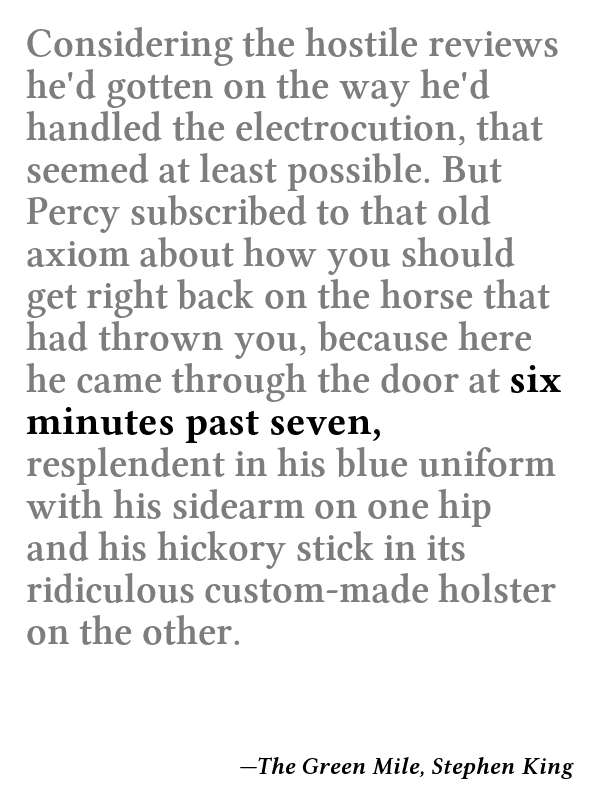 Considering the hostile reviews
he'd gotten on the way he'd
handled the electrocution, that
seemed at least possible. But
Percy subscribed to that old
axiom about how you should
get right back on the horse that
had thrown you, because here
he came through the door at six
minutes past seven,
resplendent in his blue uniform
with his sidearm on one hip
and his hickory stick in its
ridiculous custom-made holster
on the other.
—The Green Mile, Stephen King